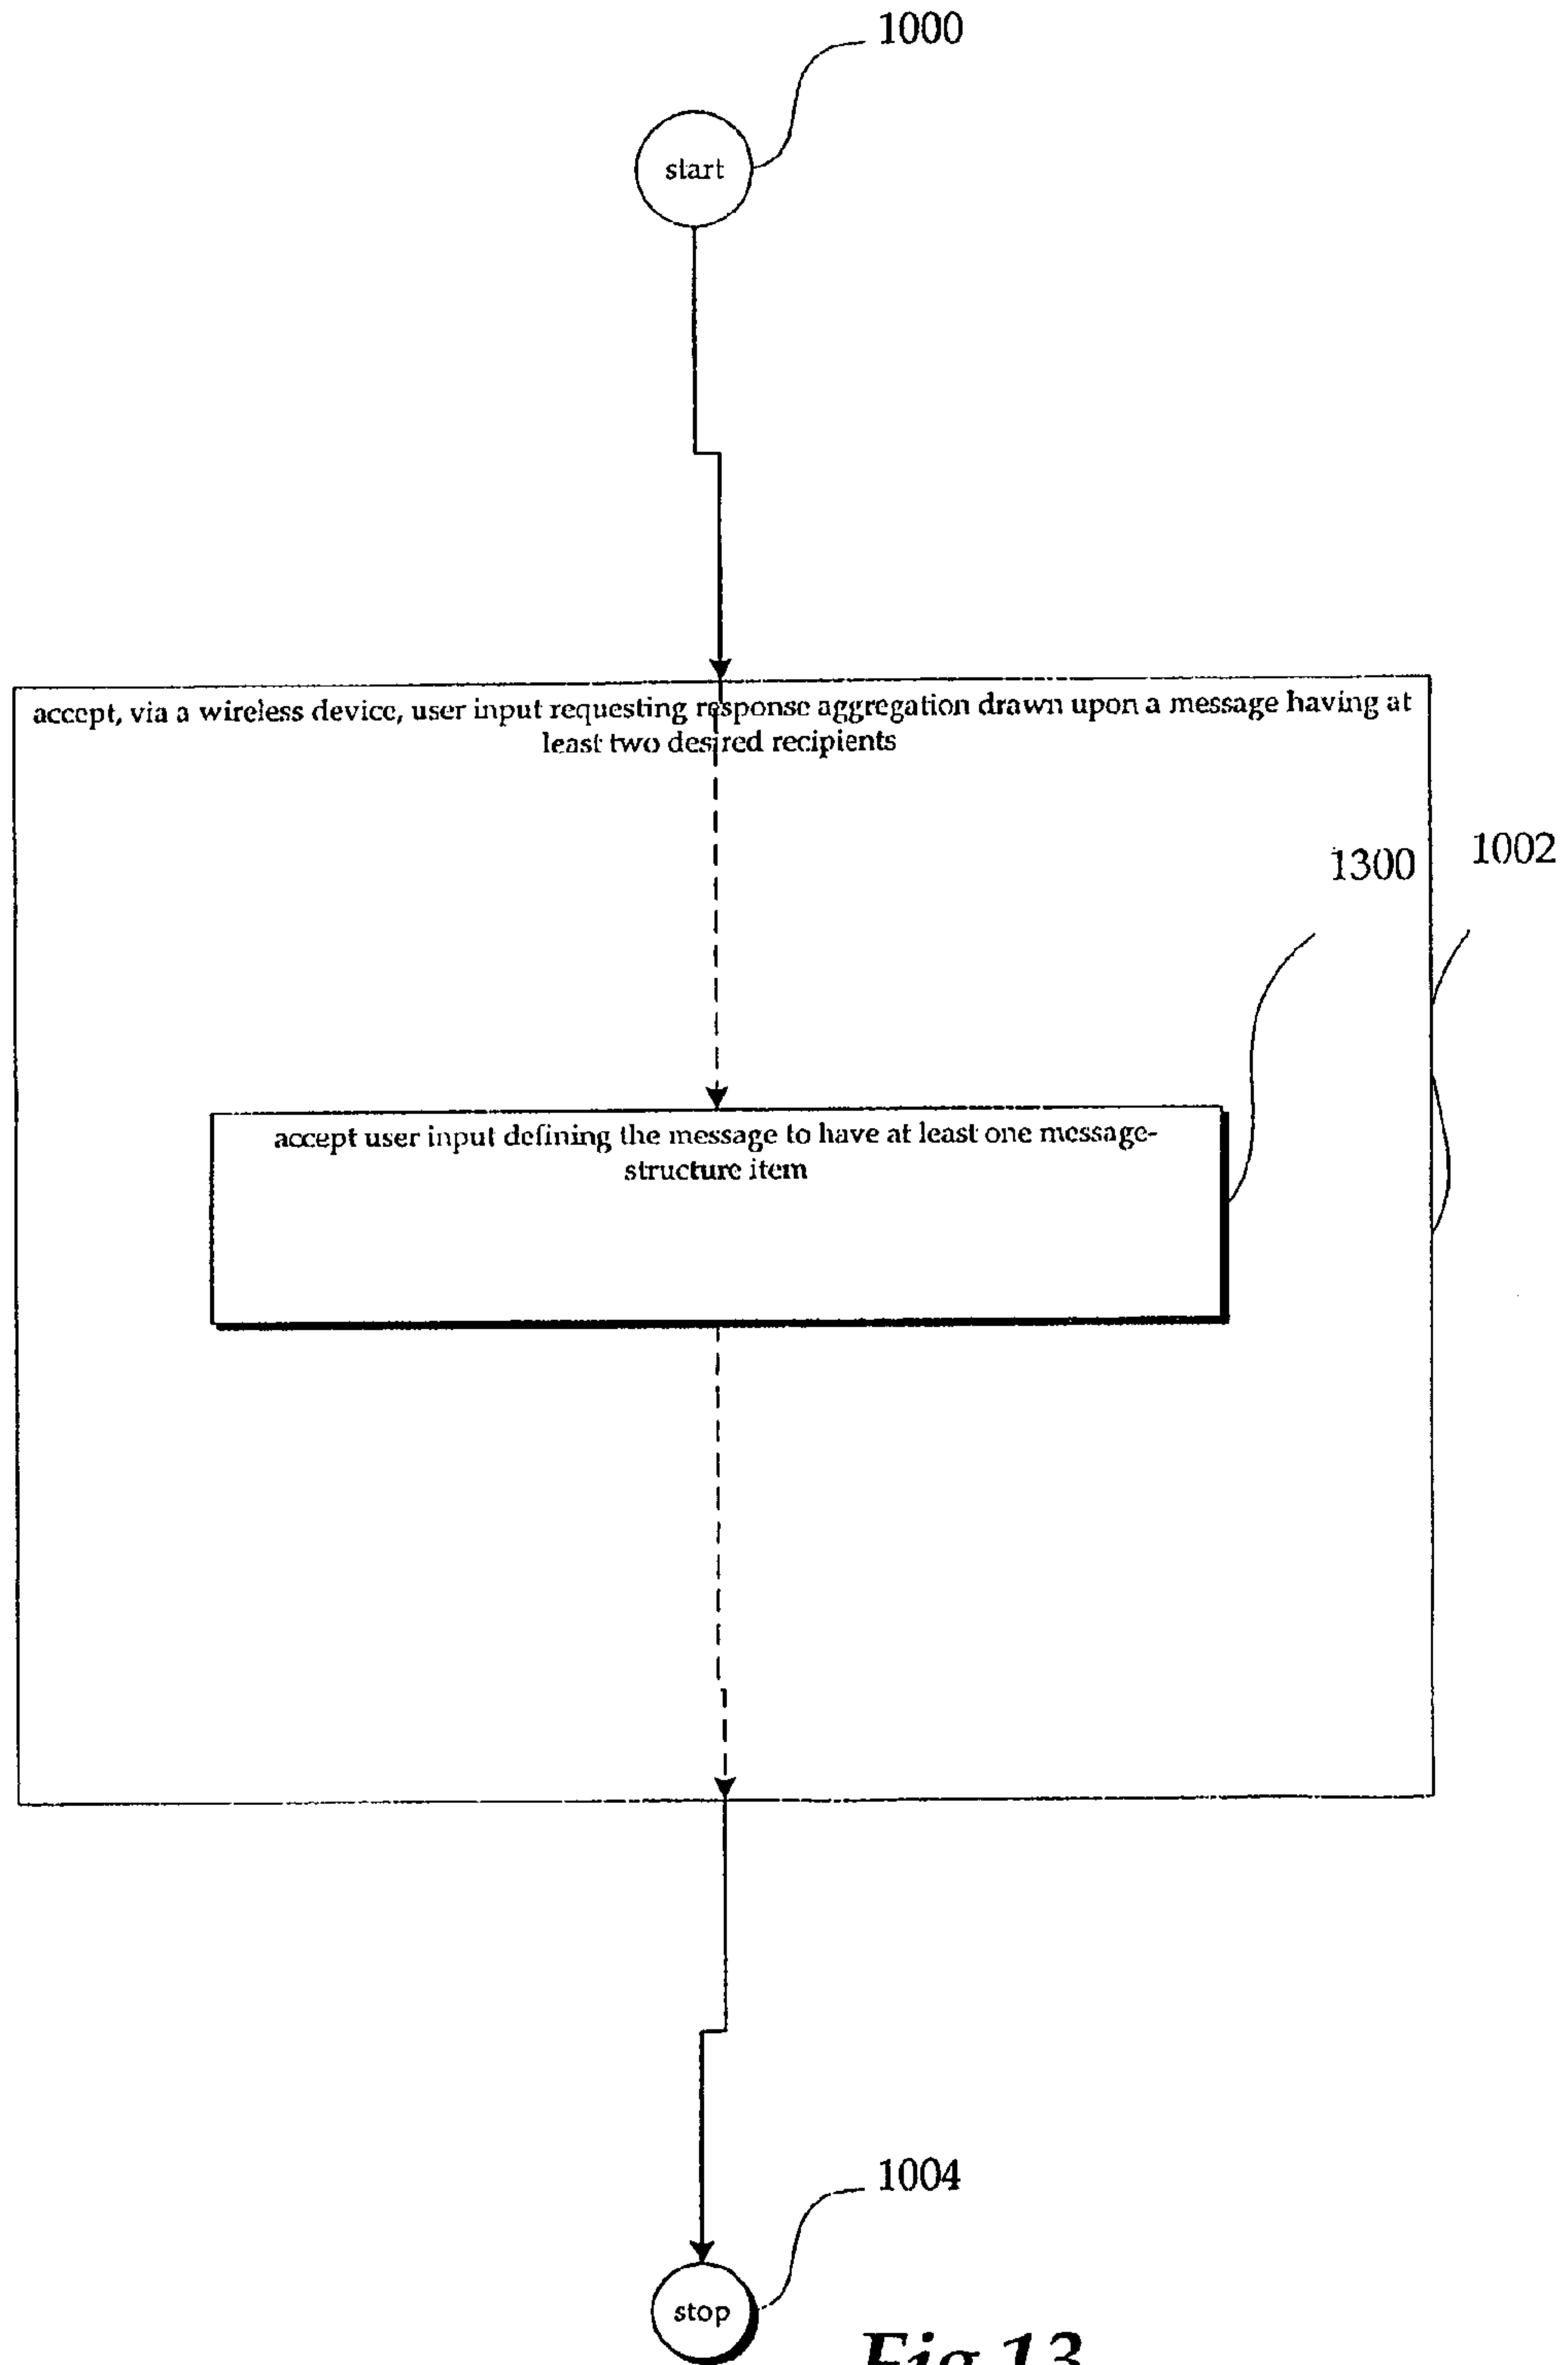 1000
start
accept, via a wireless device, user input requesting response aggregation drawn upon a message having at
least two desired recipients
1300
1002
accept user input defining the message to have at least one message-
structure item
1004
stop
Fig 13